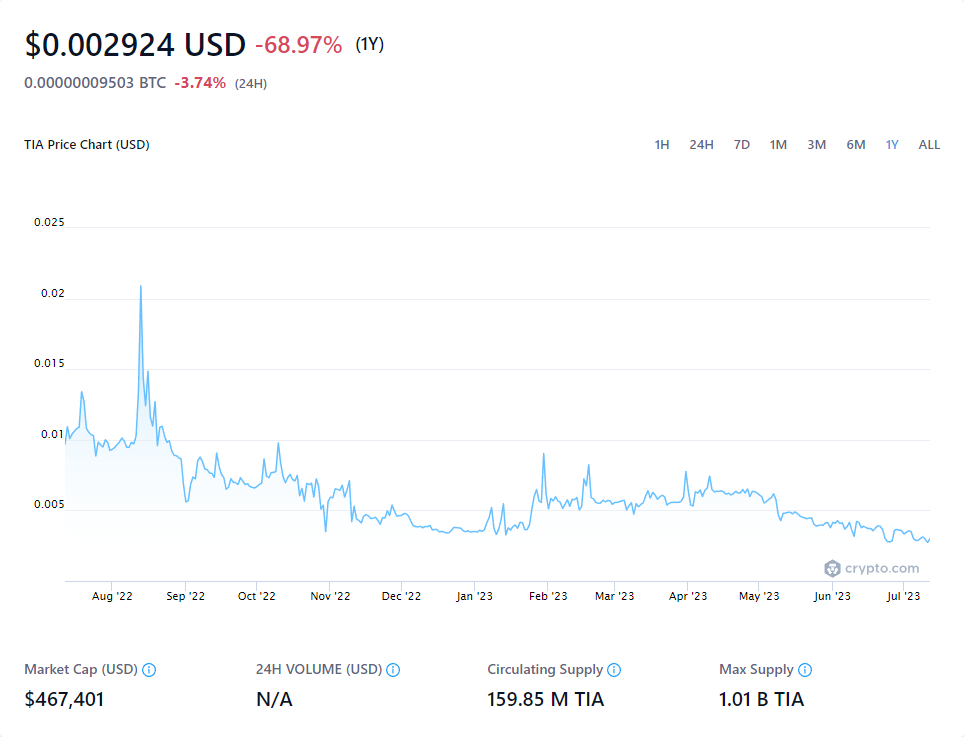 $0.002924 USD -68.97% (1Y)
0.00000009503 BTC -3.74% (24H)
TIA Price Chart (USD) 1H 24H 7D 1M 3M 6M 1Y ALL
0.025
0.02
0.015
0.01
0.005
crypto.com
Aug '22 Sep '22 Oct '22 Nov '22 Dec '22 Jan '23 Feb '23 Mar '23 Apr '23 May '23 Jun '23 Jul '23
Market Cap (USD) 24H VOLUME (USD) Circulating Supply Max Supply
$467,401 N/A 159.85 M TIA 1.01 B TIA